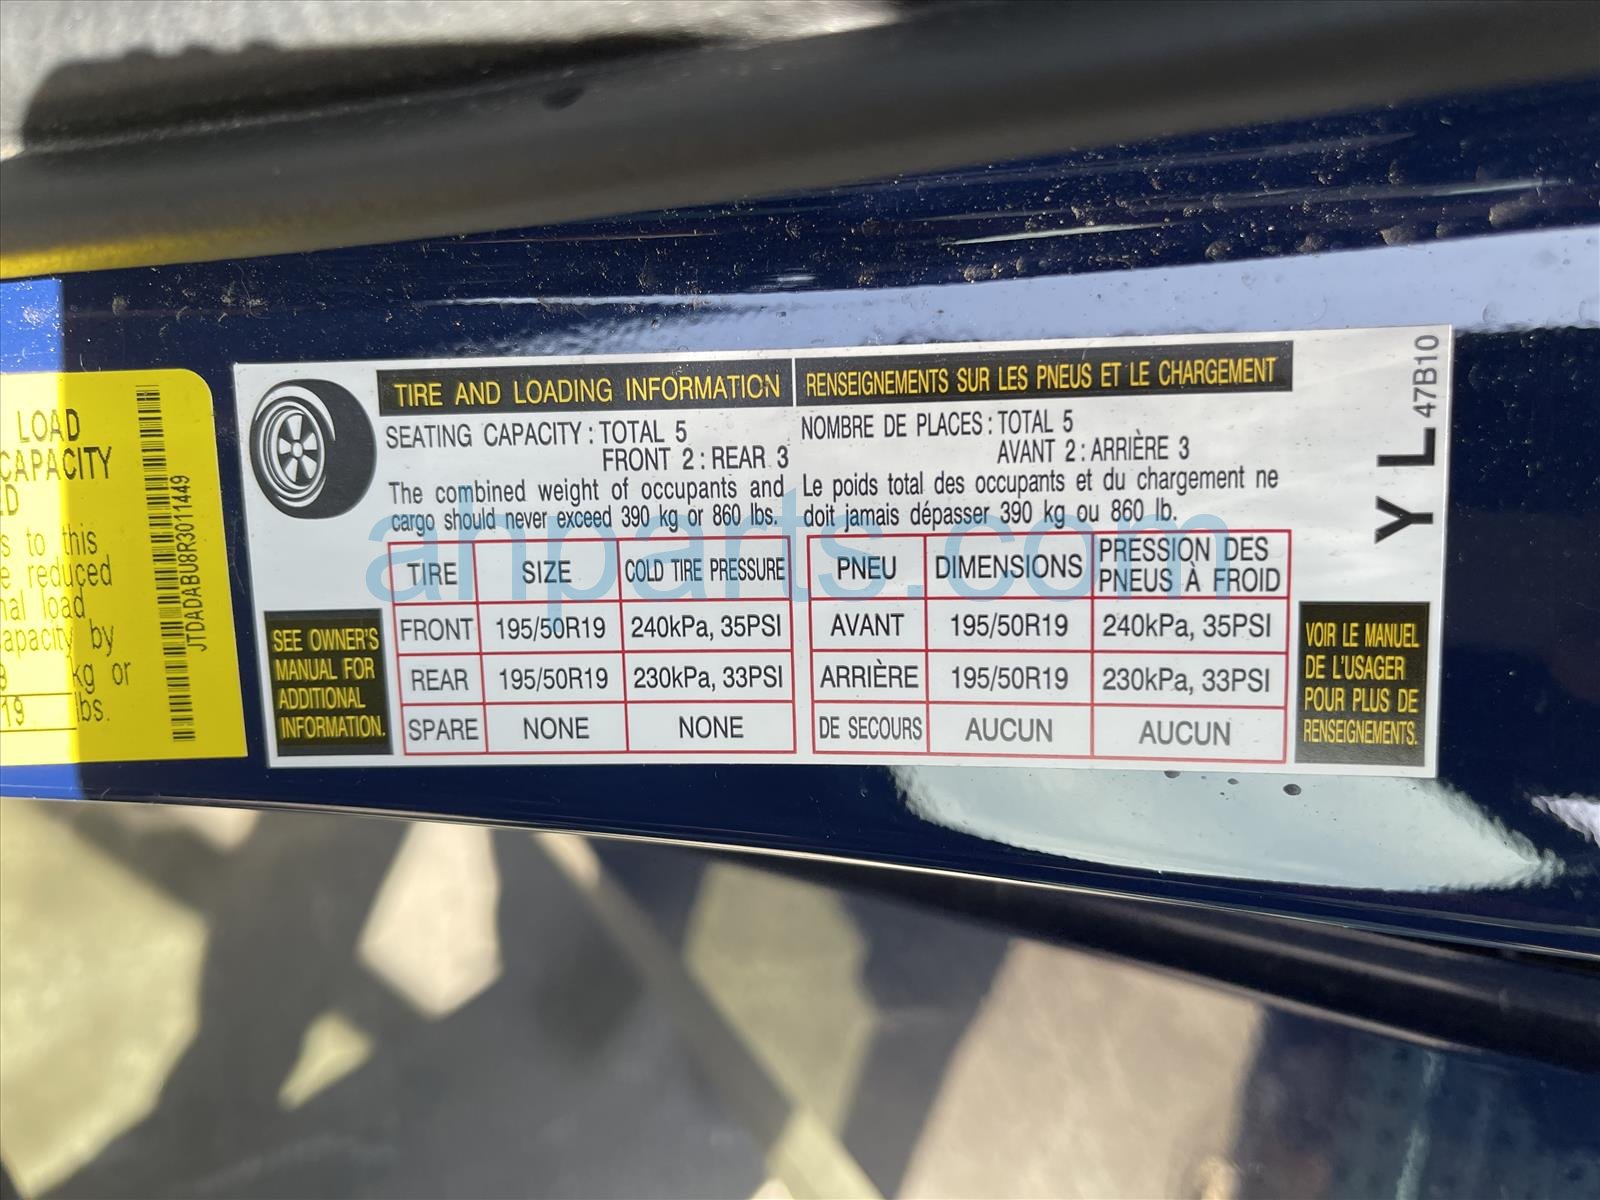 LOAD
CAPACITY
s to this
reduced
load
apacity by
kg or
19 lbs.
JTDADABU8R3011449
TIRE AND LOADING INFORMATION
SEATING CAPACITY : TOTAL 5
FRONT 2 : REAR 3
The combined weight of occupants and
cargo should never exceed 390 kg or 860 lbs.
TIRE SIZE COLD TIRE PRESSURE
FRONT 195/50R19 240kPa, 35PSI
REAR 195/50R19 230kPa, 33PSI
SPARE NONE NONE
SEE OWNER'S
MANUAL FOR
ADDITIONAL
INFORMATION.
RENSEIGNEMENTS SUR LES PNEUS ET LE CHARGEMENT
NOMBRE DE PLACES : TOTAL 5
AVANT 2 : ARRIÈRE 3
Le poids total des occupants et du chargement ne
doit jamais dépasser 390 kg ou 860 lb.
PNEU DIMENSIONS PRESSION DES
PNEUS À FROID
AVANT 195/50R19 240kPa, 35PSI
ARRIÈRE 195/50R19 230kPa, 33PSI
DE SECOURS AUCUN AUCUN
VOIR LE MANUEL
DE L'USAGER
POUR PLUS DE
RENSEIGNEMENTS.
YL 47B10
ahparts.com